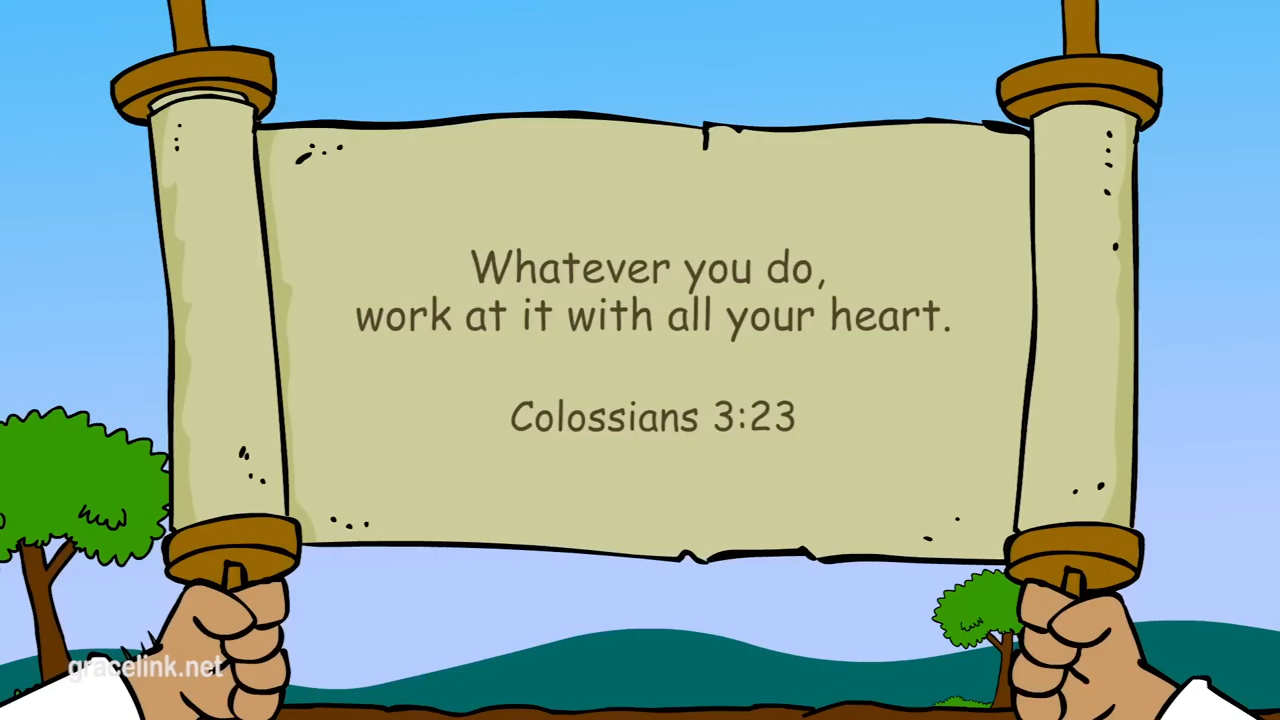 Whatever you do,
work at it with all your heart.
Colossians 3:23
gracelink.net